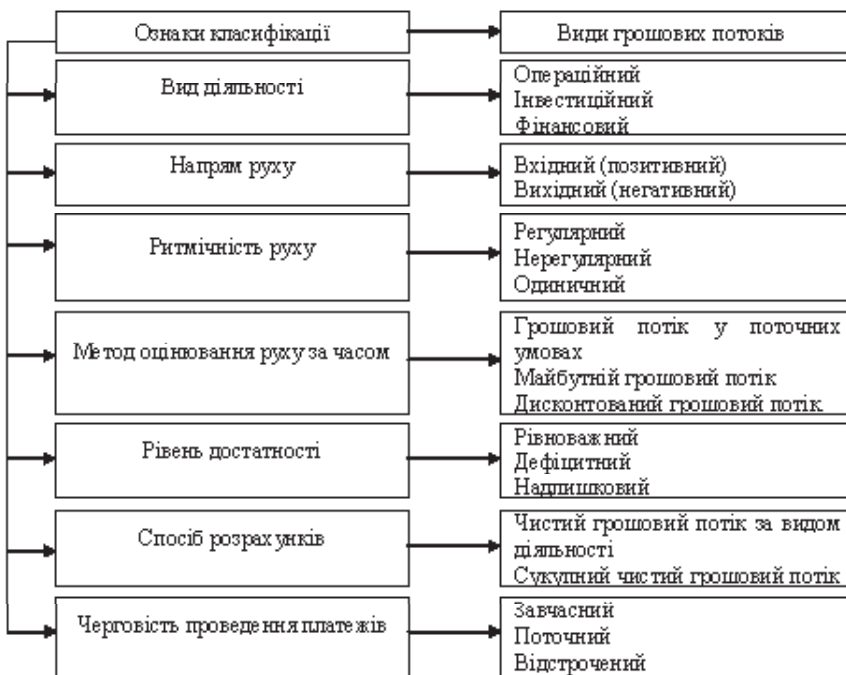 Ознаки класифікації
Види грошових потоків
Вид діяльності
Операційний
Інвестиційний
Фінансовий
Напрям руху
Вхідний (позитивний)
Вихідний (негативний)
Ритмічність руху
Регулярний
Нерегулярний
Одиничний
Метод оцінювання руху за часом
Грошовий потік у поточних
умовах
Майбутній грошовий потік
Дисконтований грошовий потік
Рівень достатності
Рівноважний
Дефіцитний
Надлишковий
Спосіб розрахунків
Чистий грошовий потік за видом
діяльності
Сукупний чистий грошовий потік
Черговість проведення платежів
Завчасний
Поточний
Відстрочений